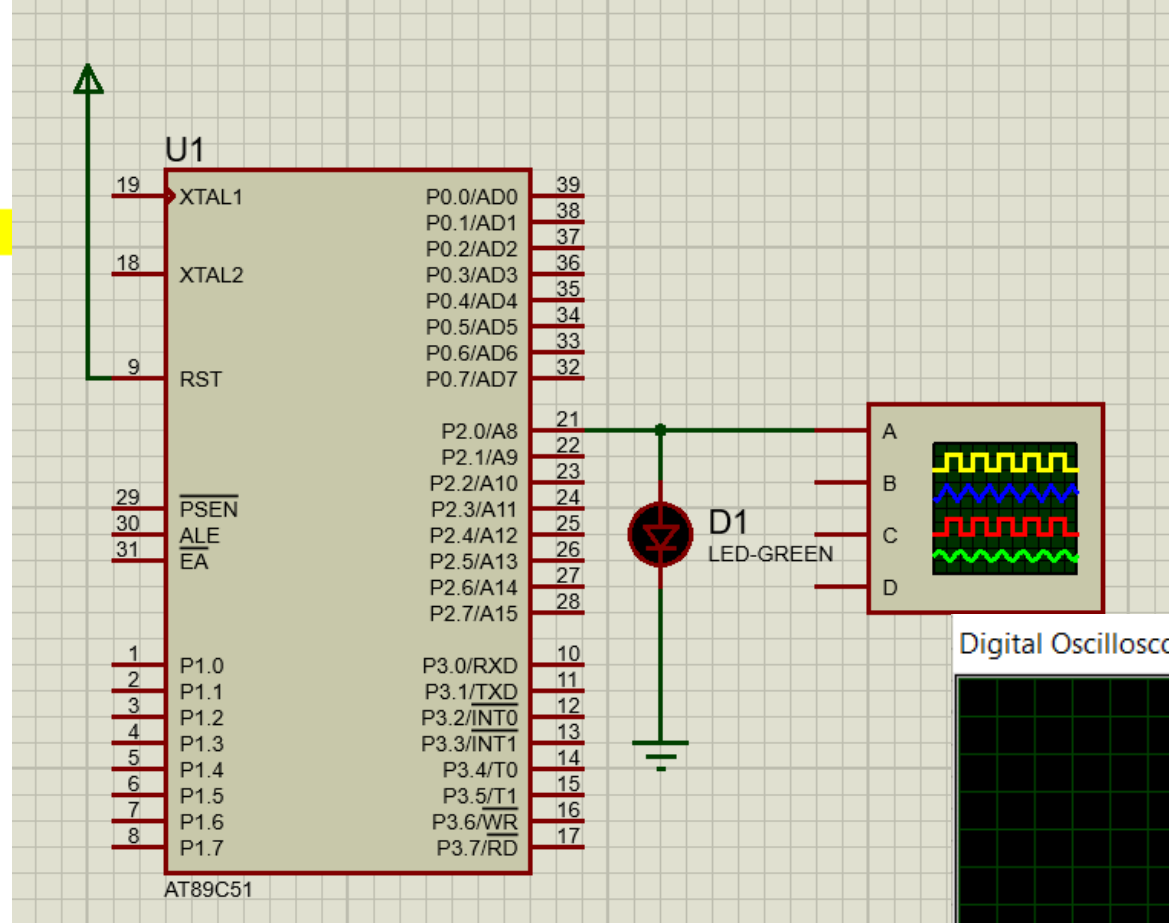 U1
19
XTAL1
18
XTAL2
9
RST
29
PSEN
30
ALE
31
EA
1
P1.0
2
P1.1
3
P1.2
4
P1.3
5
P1.4
6
P1.5
7
P1.6
8
P1.7
P0.0/AD0
39
P0.1/AD1
38
P0.2/AD2
37
P0.3/AD3
36
P0.4/AD4
35
P0.5/AD5
34
P0.6/AD6
33
P0.7/AD7
32
P2.0/A8
21
P2.1/A9
22
P2.2/A10
23
P2.3/A11
24
P2.4/A12
25
P2.5/A13
26
P2.6/A14
27
P2.7/A15
28
P3.0/RXD
10
P3.1/TXD
11
P3.2/INT0
12
P3.3/INT1
13
P3.4/T0
14
P3.5/T1
15
P3.6/WR
16
P3.7/RD
17
AT89C51
D1
LED-GREEN
A
B
C
D
Digital Oscillosc